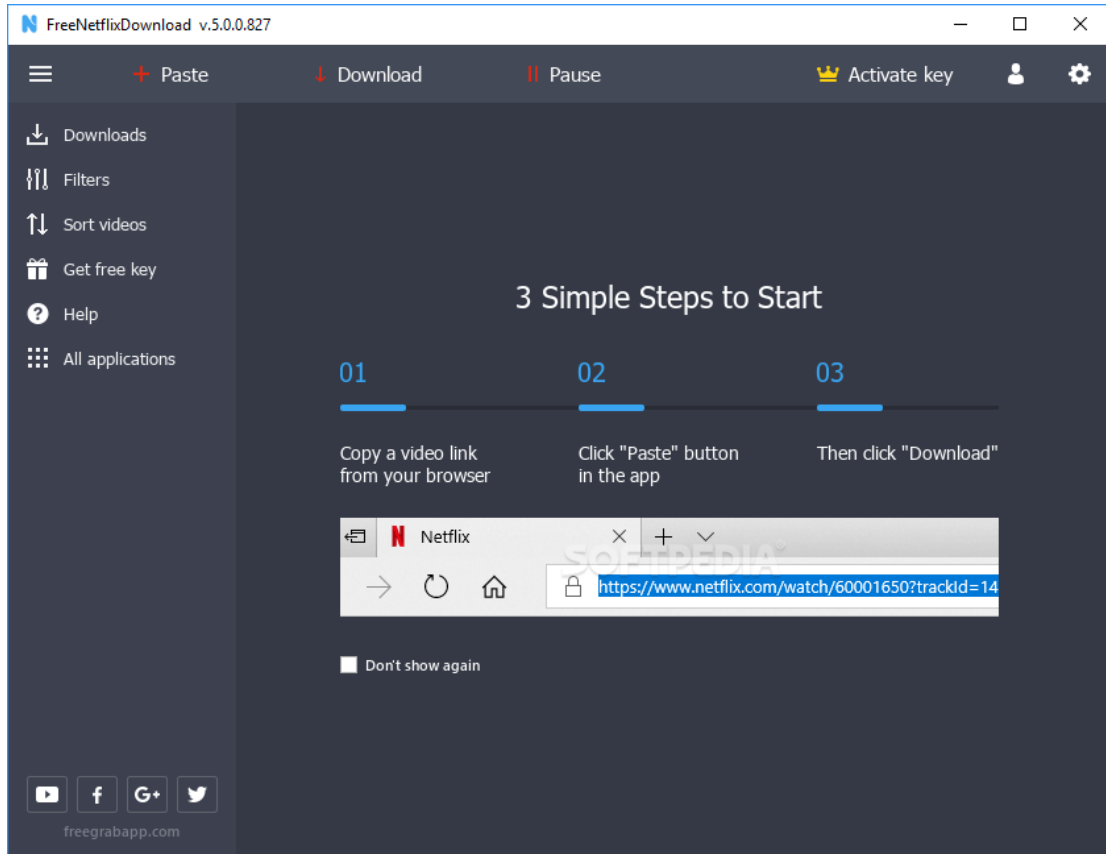 FreeNetflixDownload v.5.0.0.827
Paste
Download
Pause
Activate key
Downloads
Filters
Sort videos
Get free key
Help
All applications
3 Simple Steps to Start
01
02
03
Copy a video link
from your browser
Click "Paste" button
in the app
Then click "Download"
N Netflix
SOFTPEDIA®
https://www.netflix.com/watch/60001650?trackId=14
Don't show again
f
G+
freegrabapp.com